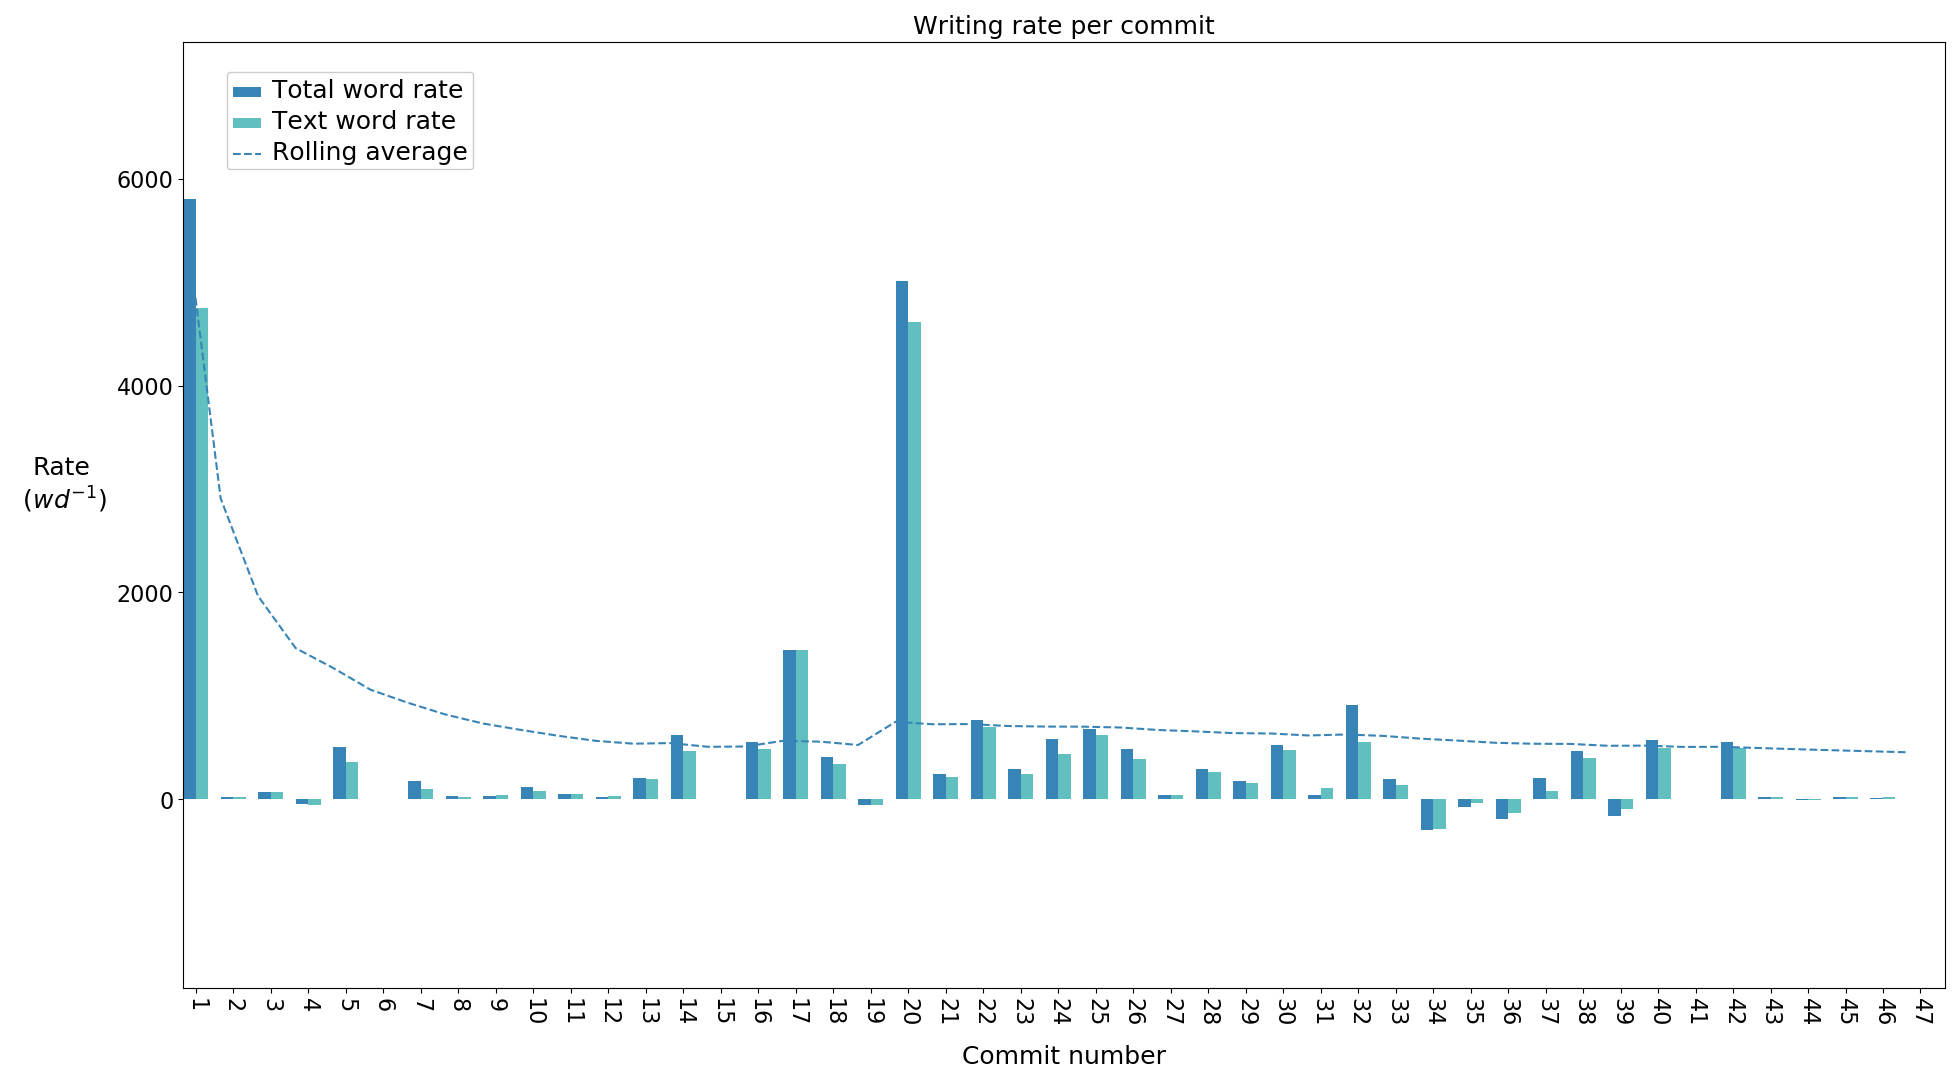 Writing rate per commit
Total word rate
Text word rate
Rolling average
6000
4000
2000
0
Rate
(wd⁻¹)
1 2 3 4 5 6 7 8 9 10 11 12 13 14 15 16 17 18 19 20 21 22 23 24 25 26 27 28 29 30 31 32 33 34 35 36 37 38 39 40 41 42 43 44 45 46 47
Commit number